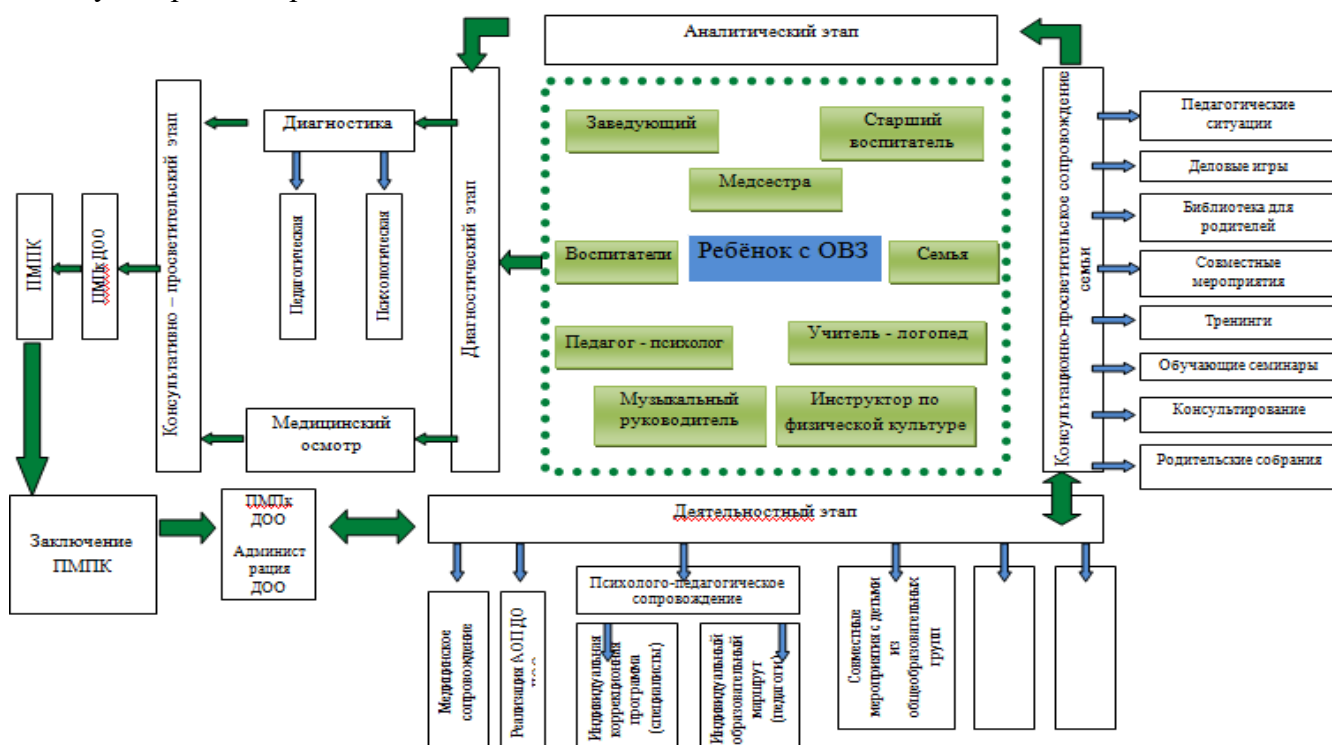 Аналитический этап
Консультативно – просветительский этап
Диагностика
Педагогическая
Психологическая
Медицинский
осмотр
Диагностический этап
ПМПК
ПМПк ДОО
Заведующий
Старший
воспитатель
Медсестра
Воспитатели
Ребёнок с ОВЗ
Семья
Педагог - психолог
Учитель - логопед
Музыкальный
руководитель
Инструктор по
физической культуре
Консультационно-просветительское сопровождение
семьи
Педагогические
ситуации
Деловые игры
Библиотека для
родителей
Совместные
мероприятия
Тренинги
Обучающие семинары
Консультирование
Родительские собрания
Заключение
ПМПК
ПМПк
ДОО
Админист
рация
ДОО
Деятельностный этап
Медицинское
сопровождение
Реализация АОП ДО
Психолого-педагогическое
сопровождение
Индивидуальная
коррекционная
программа
(специалисты)
Индивидуальный
образовательный
маршрут
(педагоги)
Совместные
мероприятия с детьми
из
общеобразовательных
групп